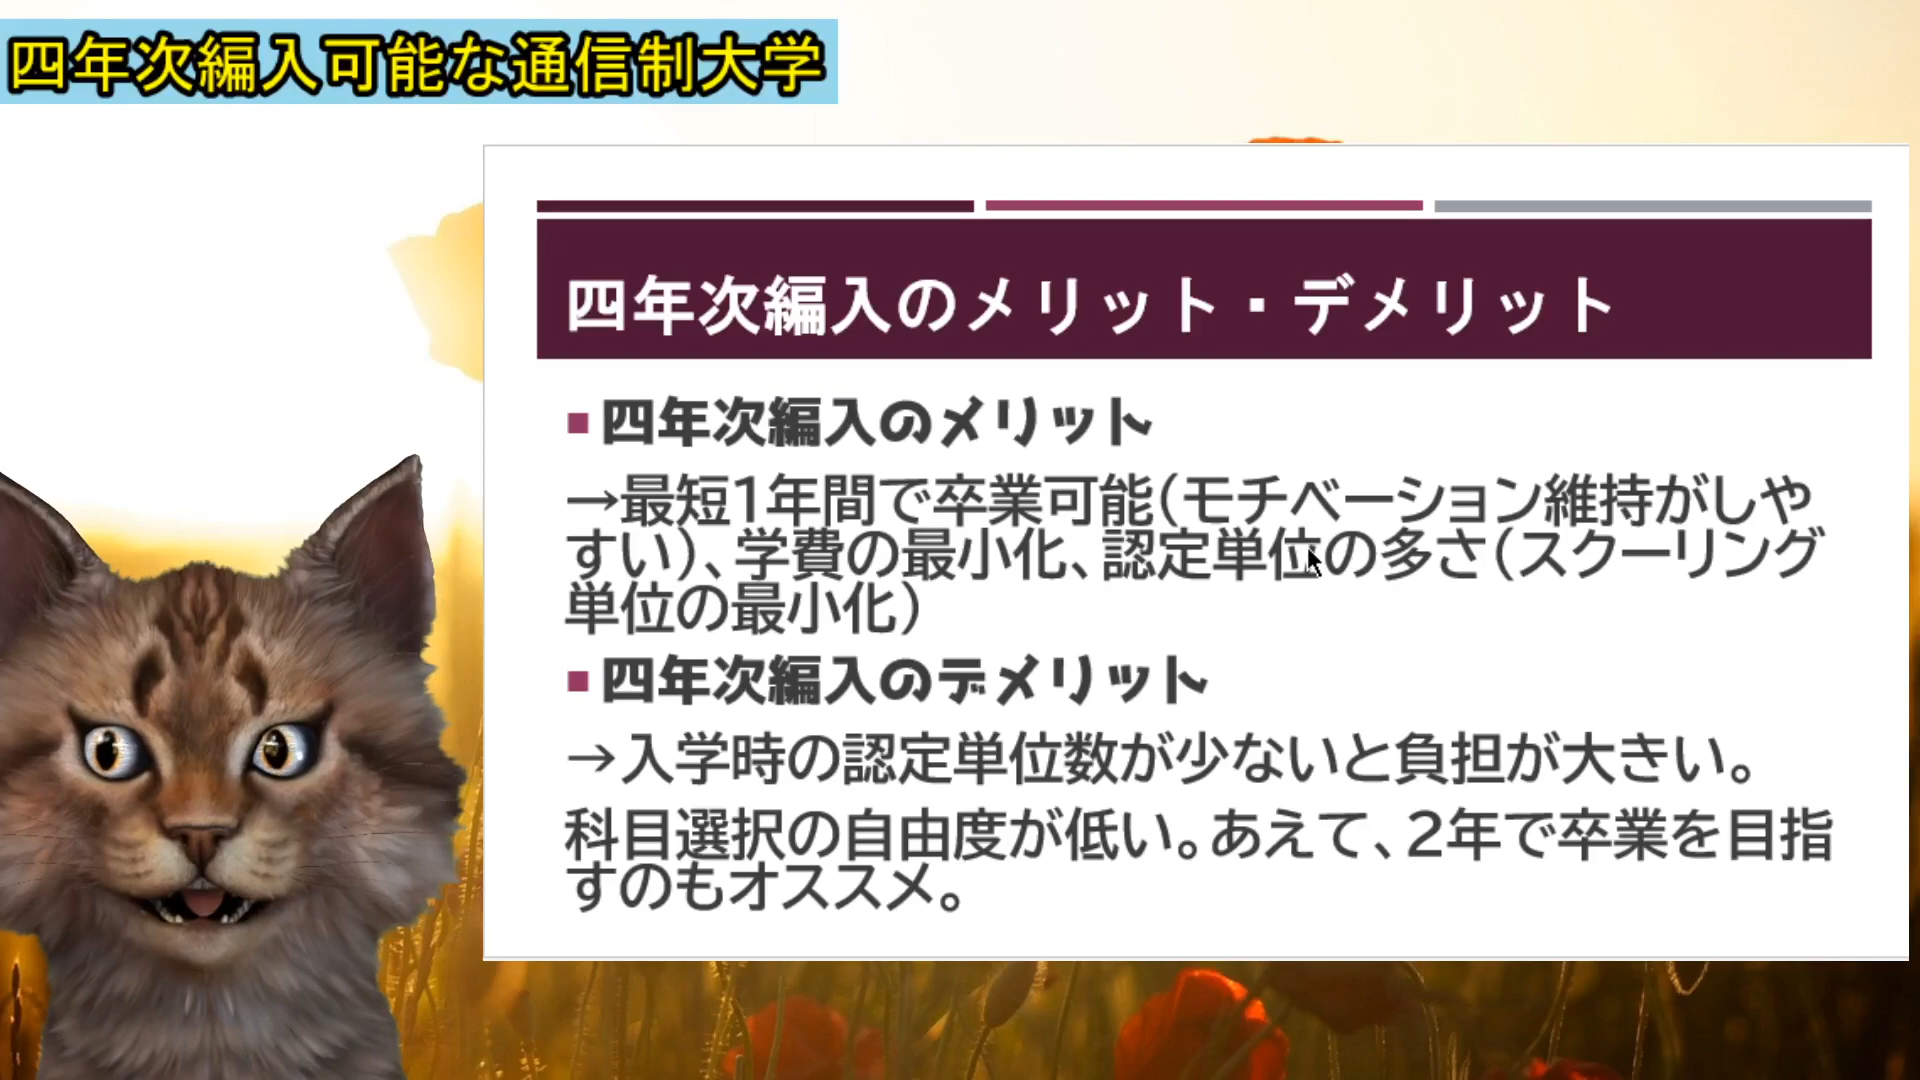 四年次編入可能な通信制大学
四年次編入のメリット・デメリット
■四年次編入のメリット
→最短1年間で卒業可能(モチベーション維持がしや
すい)、学費の最小化、認定単位の多さ(スクーリング
単位の最小化)
■四年次編入のデメリット
→入学時の認定単位数が少ないと負担が大きい。
科目選択の自由度が低い。あえて、2年で卒業を目指
すのもオススメ。